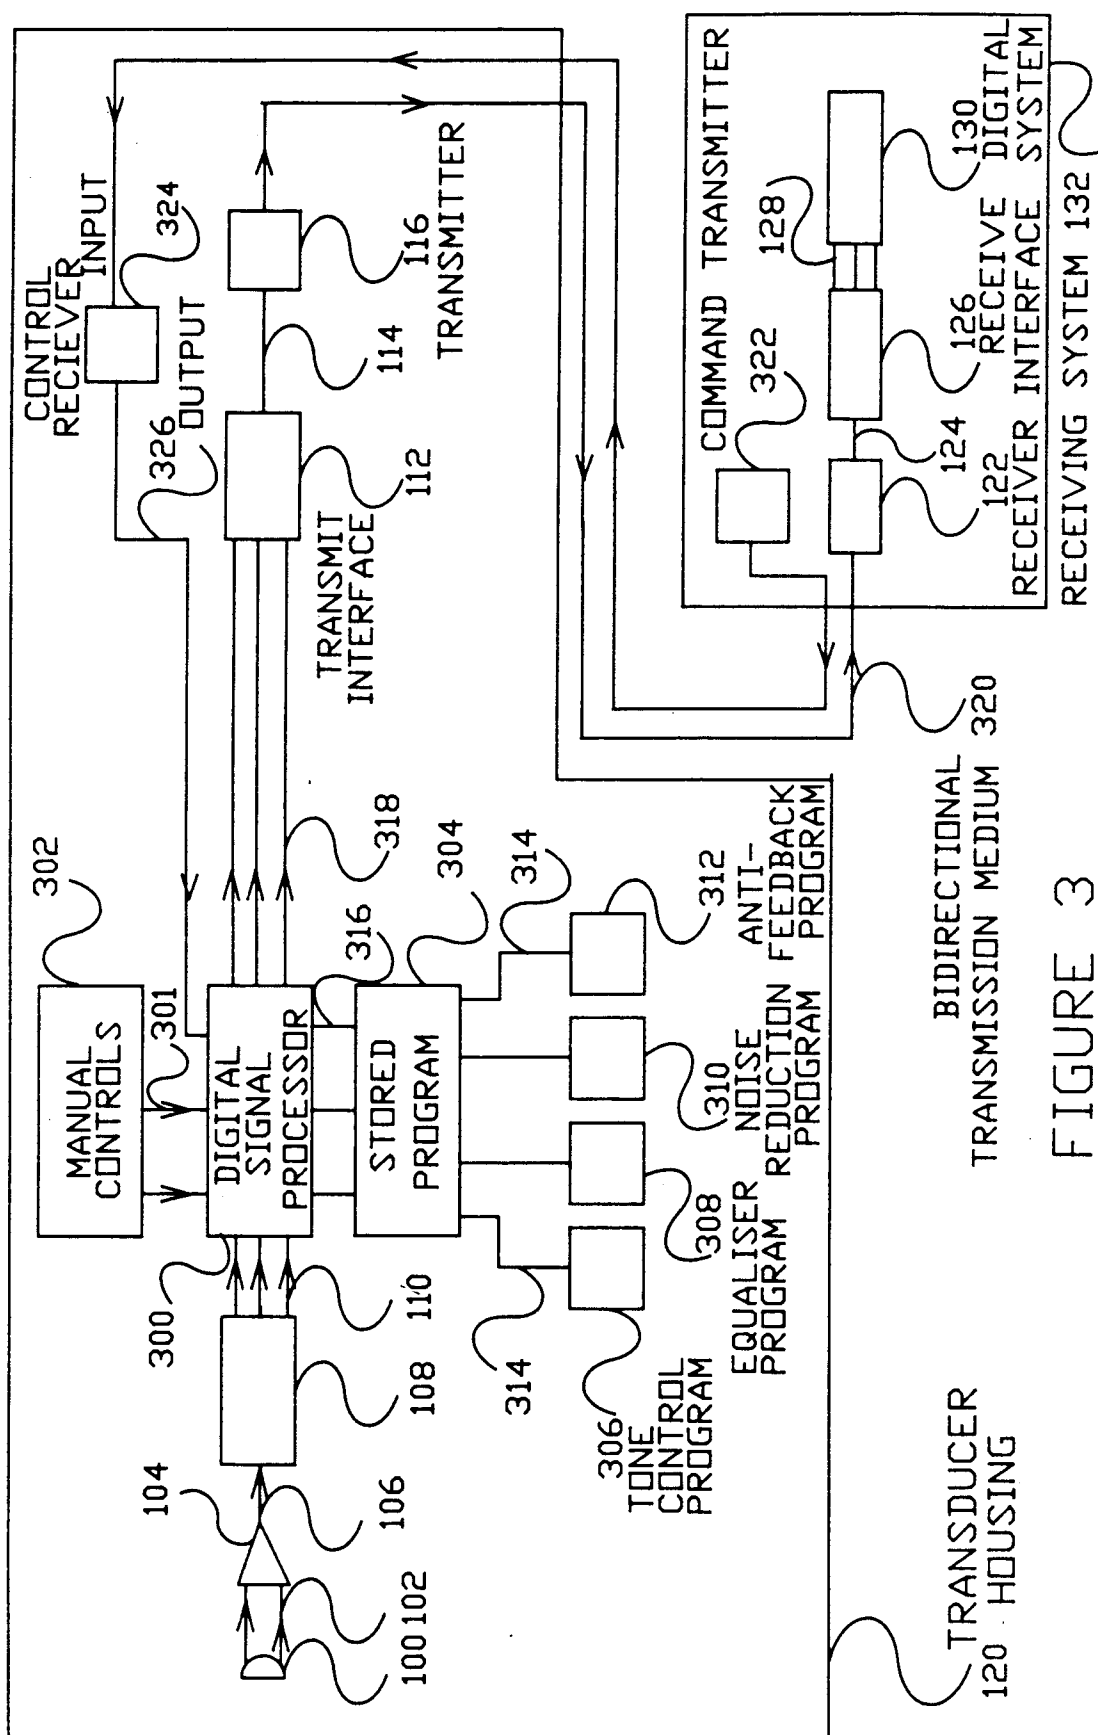 302
MANUAL
CONTROLS
301
300
DIGITAL
SIGNAL
PROCESSOR
316
STORED
PROGRAM
304
318
314
314
104
106
100
102
108
110
306
TONE
CONTROL
PROGRAM
308
EQUALISER
PROGRAM
310
NOISE
REDUCTION
PROGRAM
312
ANTI-
FEEDBACK
PROGRAM
CONTROL
RECIEVER
INPUT
324
326
OUTPUT
112
TRANSMIT
INTERFACE
114
116
TRANSMITTER
COMMAND TRANSMITTER
322
128
122
124
126
130
RECEIVER
RECEIVE
INTERFACE
DIGITAL
SYSTEM
RECEIVING SYSTEM 132
BIDIRECTIONAL
TRANSMISSION MEDIUM 320
120
TRANSDUCER
HOUSING
FIGURE 3